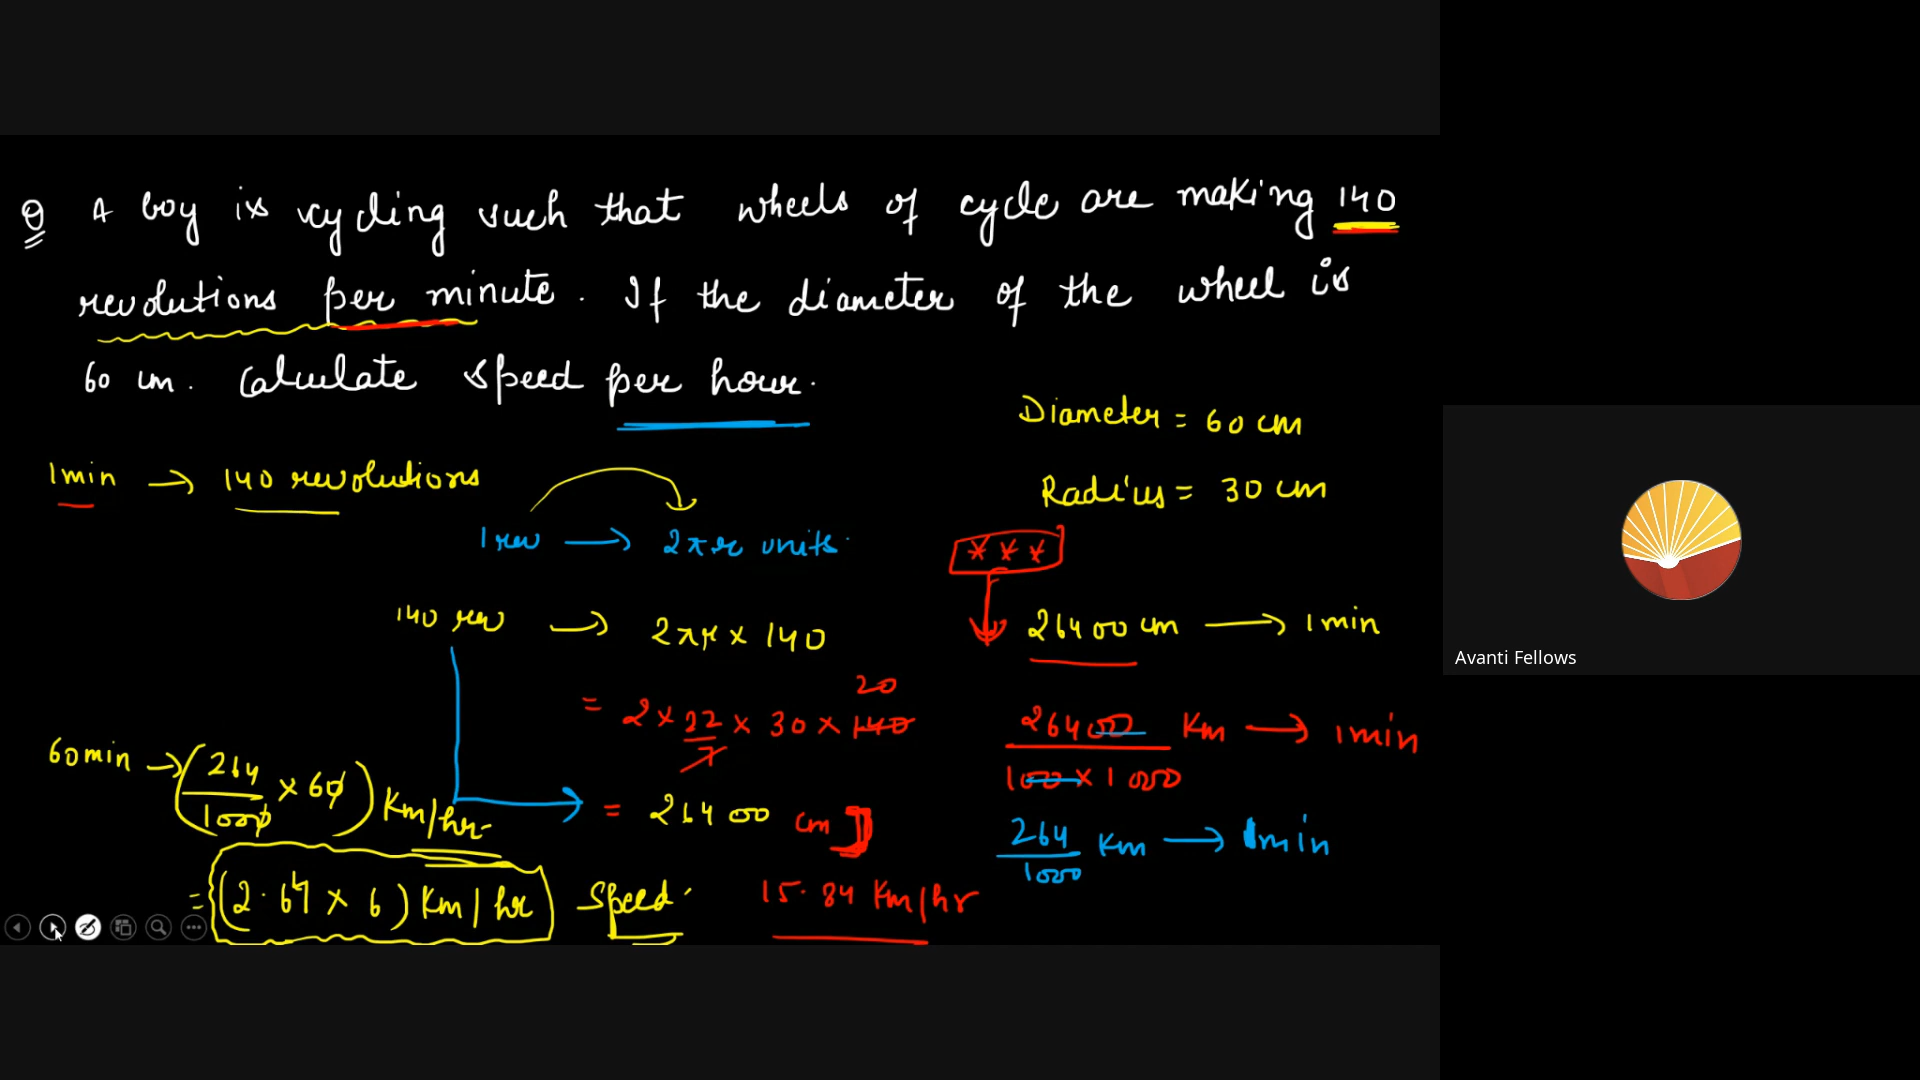 Q A boy is cycling such that wheels of cycle are making 140
revolutions per minute. If the diameter of the wheel is
60 cm. Calculate speed per hour.
Diameter = 60 cm
Radius = 30 cm
1min → 140 revolutions
1 rev → 2πr units.
140 rev → 2πr × 140
= 2 × 22/7 × 30 × 140 20
= 26400 cm]
***
26400 cm → 1 min
26400/100 × 1000 Km → 1 min
264/1000 Km → 1min
60min → (264/1000 × 60) Km/hr
= (2.64 × 6) Km/hr Speed.
15.84 Km/hr
Avanti Fellows